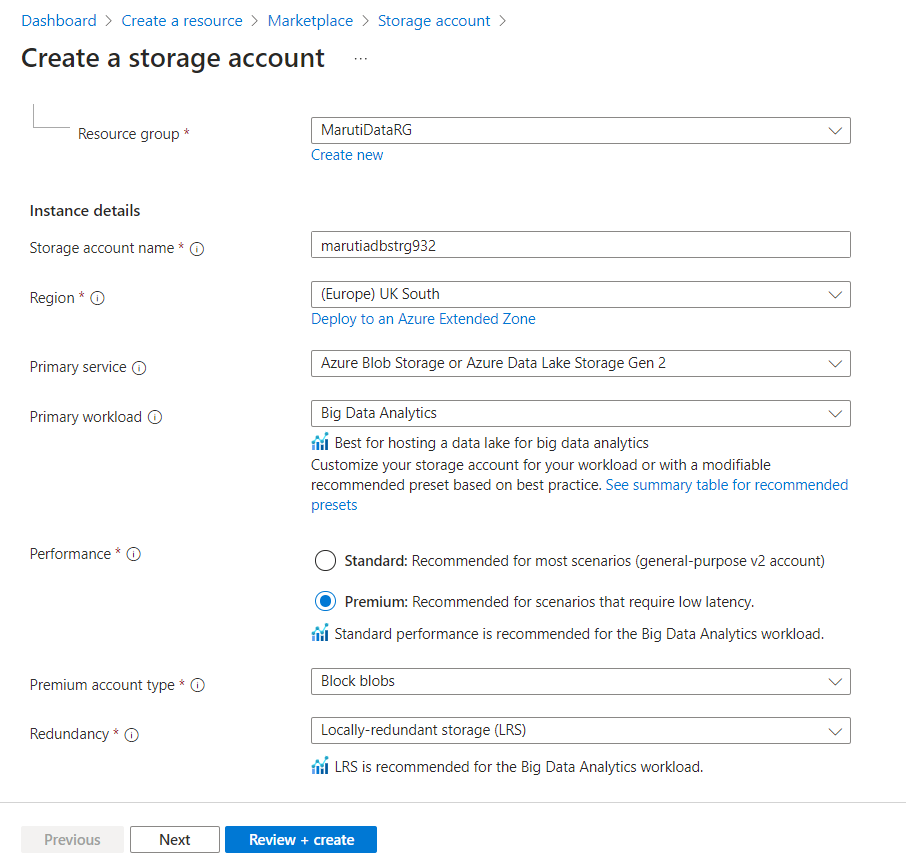 Dashboard > Create a resource > Marketplace > Storage account >
Create a storage account ...
Resource group * MarutiDataRG
Create new
Instance details
Storage account name * marutiadbstrg932
Region * (Europe) UK South
Deploy to an Azure Extended Zone
Primary service Azure Blob Storage or Azure Data Lake Storage Gen 2
Primary workload Big Data Analytics
Best for hosting a data lake for big data analytics
Customize your storage account for your workload or with a modifiable
recommended preset based on best practice. See summary table for recommended
presets
Performance * Standard: Recommended for most scenarios (general-purpose v2 account)
Premium: Recommended for scenarios that require low latency.
Standard performance is recommended for the Big Data Analytics workload.
Premium account type * Block blobs
Redundancy * Locally-redundant storage (LRS)
LRS is recommended for the Big Data Analytics workload.
Previous Next Review + create